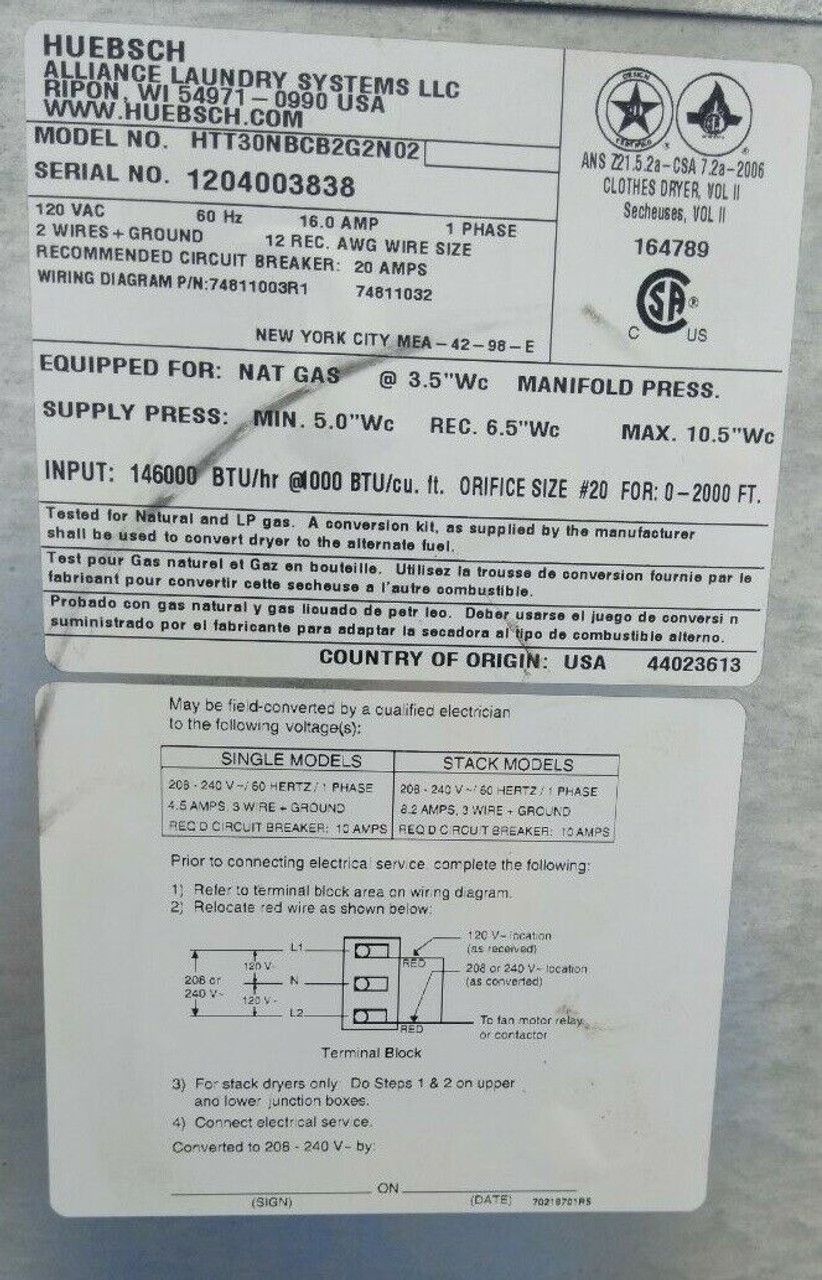 HUEBSCH
ALLIANCE LAUNDRY SYSTEMS LLC
RIPON, WI 54971-0990 USA
WWW.HUEBSCH.COM
MODEL NO. HTT30NBCB2G2N02
SERIAL NO. 1204003838
120 VAC 60 Hz 16.0 AMP 1 PHASE
2 WIRES + GROUND 12 REC. AWG WIRE SIZE
RECOMMENDED CIRCUIT BREAKER: 20 AMPS
WIRING DIAGRAM P/N:74811003R1 74811032
NEW YORK CITY MEA-42-98-E
DESIGN CERTIFIED
® ®
ANS Z21.5.2a-CSA 7.2a-2006
CLOTHES DRYER, VOL II
Secheuses, VOL II
164789
SA ®
C US
EQUIPPED FOR: NAT GAS @ 3.5"Wc MANIFOLD PRESS.
SUPPLY PRESS: MIN. 5.0"Wc REC. 6.5"Wc MAX. 10.5"Wc
INPUT: 146000 BTU/hr @1000 BTU/cu. ft. ORIFICE SIZE #20 FOR: 0-2000 FT.
Tested for Natural and LP gas. A conversion kit, as supplied by the manufacturer
shall be used to convert dryer to the alternate fuel.
Test pour Gas naturel et Gaz en bouteille. Utilisez la trousse de conversion fournie par le
fabricant pour convertir cette secheuse a l'autre combustible.
Probado con gas natural y gas licuado de petr leo. Deber usarse el juego de conversi n
suministrado por el fabricante para adaptar la secadora al tipo de combustible alterno.
COUNTRY OF ORIGIN: USA 44023613
May be field-converted by a qualified electrician
to the following voltage(s):
SINGLE MODELS STACK MODELS
208 - 240 V~/ 60 HERTZ / 1 PHASE 208 - 240 V~/ 60 HERTZ / 1 PHASE
4.5 AMPS, 3 WIRE + GROUND 8.2 AMPS, 3 WIRE + GROUND
REQ'D CIRCUIT BREAKER: 10 AMPS REQ'D CIRCUIT BREAKER: 10 AMPS
Prior to connecting electrical service, complete the following:
1) Refer to terminal block area on wiring diagram.
2) Relocate red wire as shown below:
L1 120 V~ location
(as received)
120 V~ RED
208 or
240 V~ N 208 or 240 V~ location
(as converted)
120 V~
L2 RED To fan motor relay
or contactor
Terminal Block
3) For stack dryers only: Do Steps 1 & 2 on upper
and lower junction boxes.
4) Connect electrical service.
Converted to 208 - 240 V~ by:
ON
(SIGN) (DATE) 70218701R5